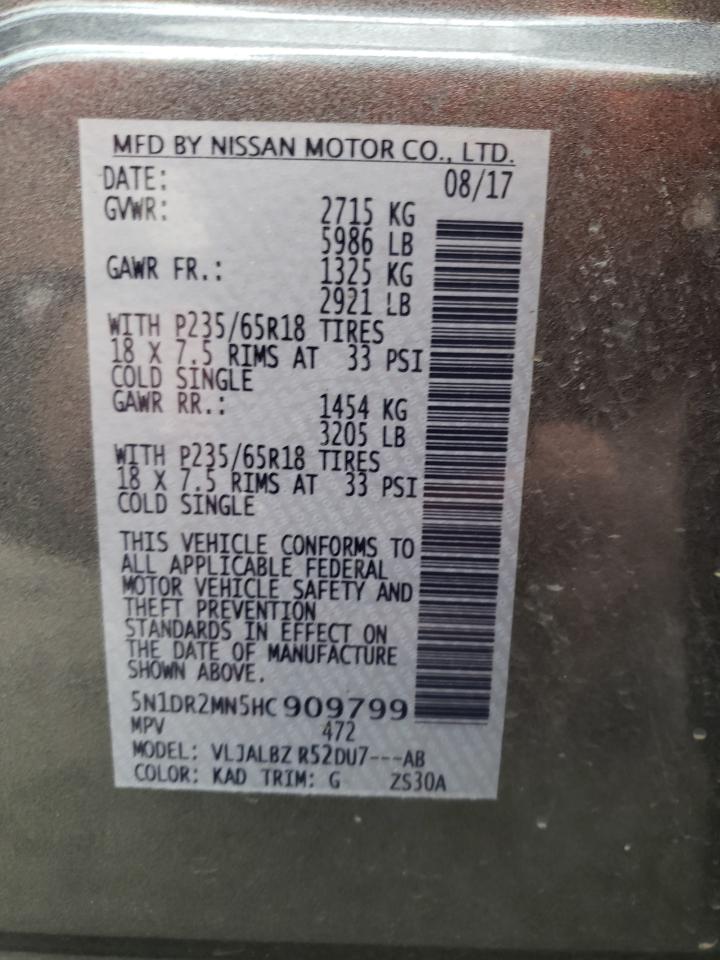 MFD BY NISSAN MOTOR CO., LTD.
DATE: 08/17
GVWR: 2715 KG
5986 LB
GAWR FR.: 1325 KG
2921 LB
WITH P235/65R18 TIRES
18 X 7.5 RIMS AT 33 PSI
COLD SINGLE
GAWR RR.: 1454 KG
3205 LB
WITH P235/65R18 TIRES
18 X 7.5 RIMS AT 33 PSI
COLD SINGLE
THIS VEHICLE CONFORMS TO
ALL APPLICABLE FEDERAL
MOTOR VEHICLE SAFETY AND
THEFT PREVENTION
STANDARDS IN EFFECT ON
THE DATE OF MANUFACTURE
SHOWN ABOVE.
5N1DR2MN5HC909799
MPV 472
MODEL: VLJALBZ R52DU7---AB
COLOR: KAD TRIM: G ZS30A